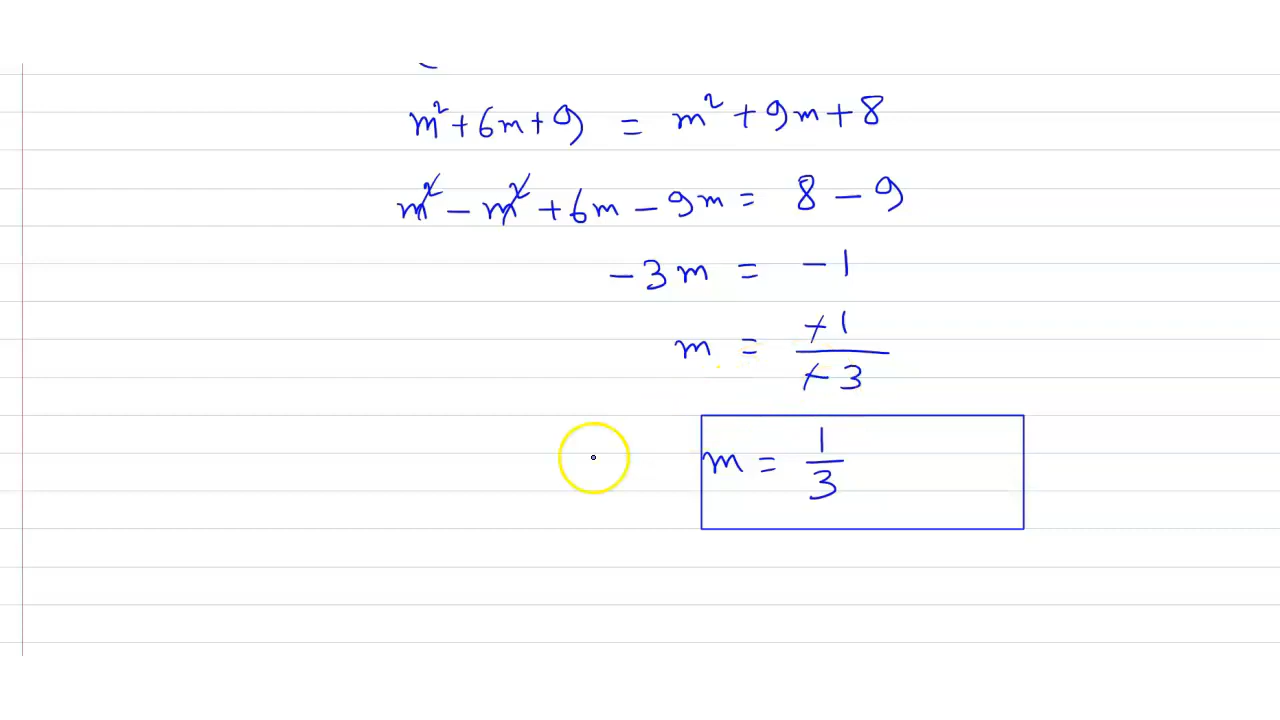 m² + 6m + 9 = m² + 9m + 8
m² - m² + 6m - 9m = 8 - 9
-3m = -1
m = -1/-3
m = 1/3